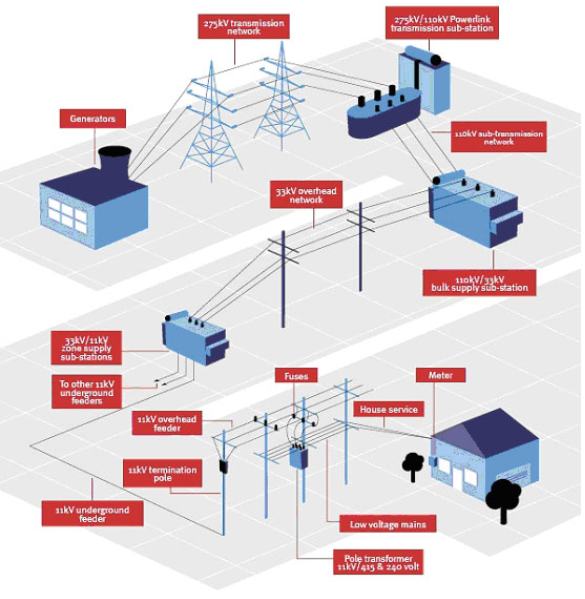 275kV transmission
network
275kV/110kV Powerlink
transmission sub-station
Generators
110kV sub-transmission
network
33kV overhead
network
110kV/33kV
bulk supply sub-station
33kV/11kV
zone supply
sub-stations
To other 11kV
underground
feeders
Fuses
Meter
House service
11kV overhead
feeder
11kV termination
pole
11kV underground
feeder
Low voltage mains
Pole transformer
11kV/415 & 240 volt